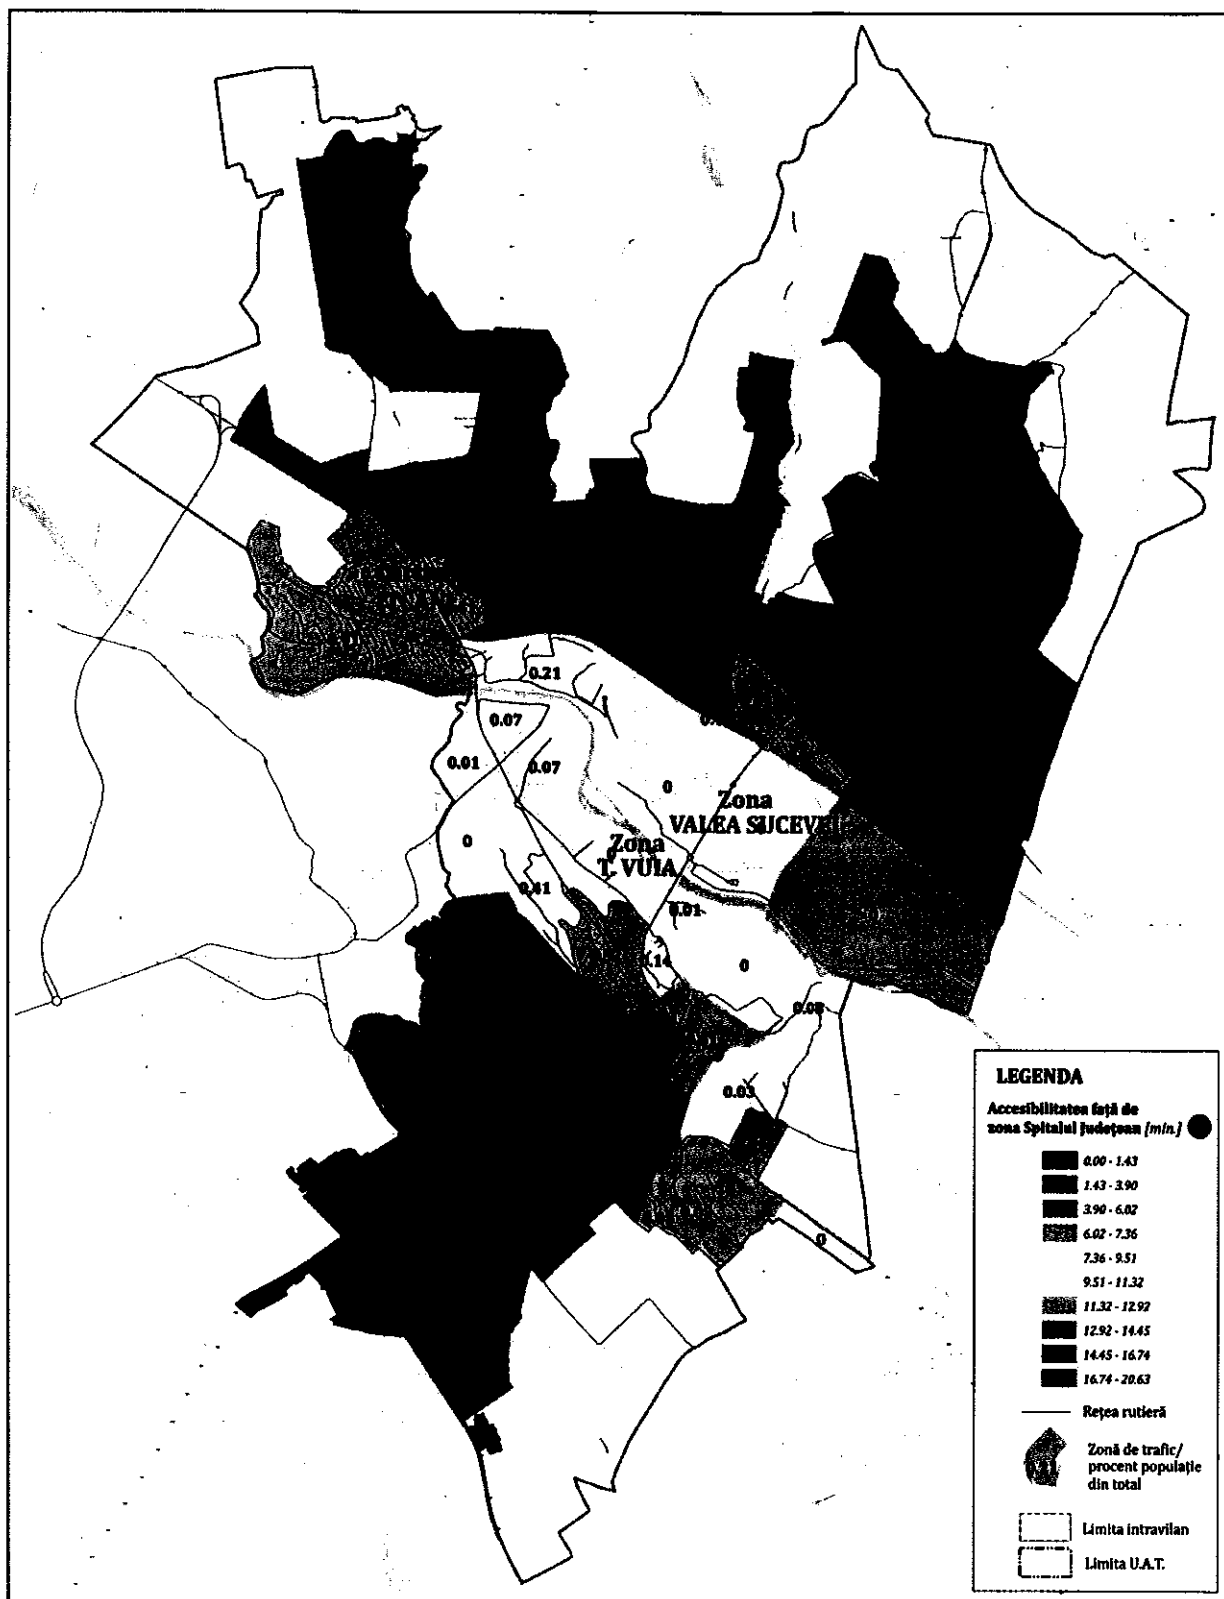 0.21
0.07
0.01
0.07
0
Zona
VALEA SUCEVEI
0
Zona
T. VUIA
0.41
0.01
0
0.08
0.03
0
LEGENDA
Accesibilitatea față de
zona Spitalul Județean [min.]
0.00 - 1.43
1.43 - 3.90
3.90 - 6.02
6.02 - 7.36
7.36 - 9.51
9.51 - 11.32
11.32 - 12.92
12.92 - 14.45
14.45 - 16.74
16.74 - 20.63
Rețea rutieră
Zonă de trafic/
procent populație
din total
Limita intravilan
Limita U.A.T.